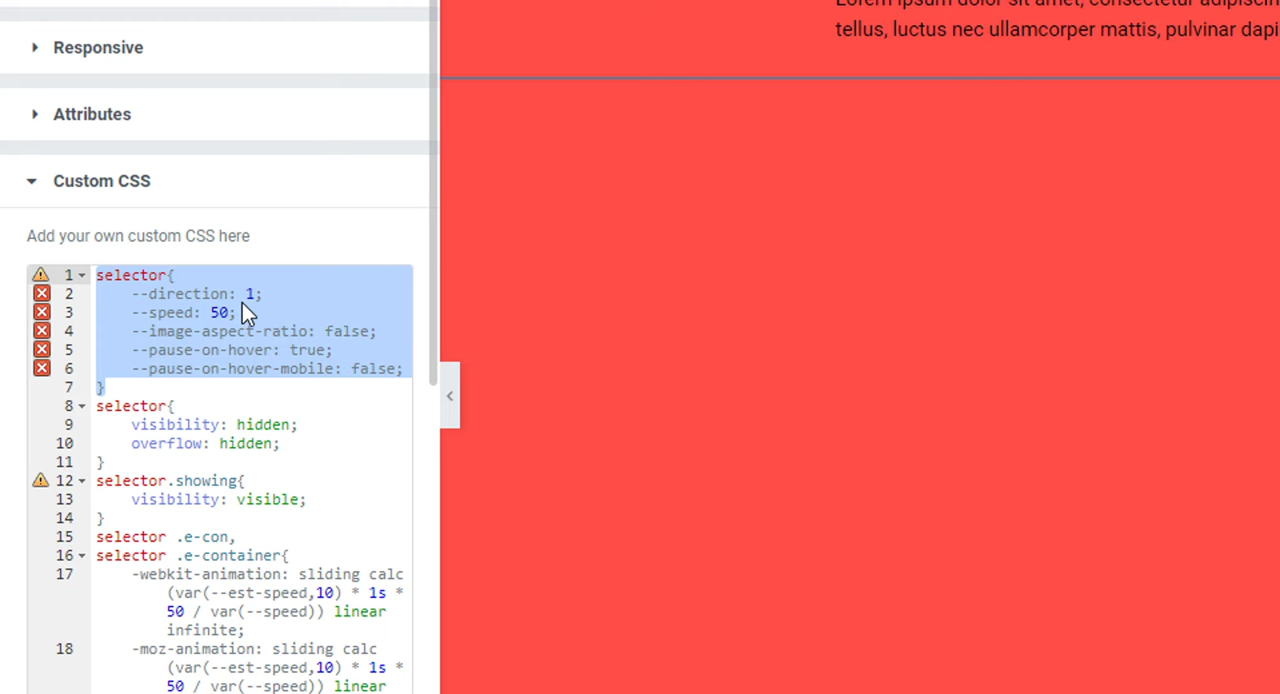 Lorem ipsum dolor sit amet, consectetur adipiscin
tellus, luctus nec ullamcorper mattis, pulvinar dapi
Responsive
Attributes
Custom CSS
Add your own custom CSS here
1 selector{
2 --direction: 1;
3 --speed: 50;
4 --image-aspect-ratio: false;
5 --pause-on-hover: true;
6 --pause-on-hover-mobile: false;
7 }
8 selector{
9 visibility: hidden;
10 overflow: hidden;
11 }
12 selector.showing{
13 visibility: visible;
14 }
15 selector .e-con,
16 selector .e-container{
17 -webkit-animation: sliding calc
(var(--est-speed,10) * 1s *
50 / var(--speed)) linear
infinite;
18 -moz-animation: sliding calc
(var(--est-speed,10) * 1s *
50 / var(--speed)) linear